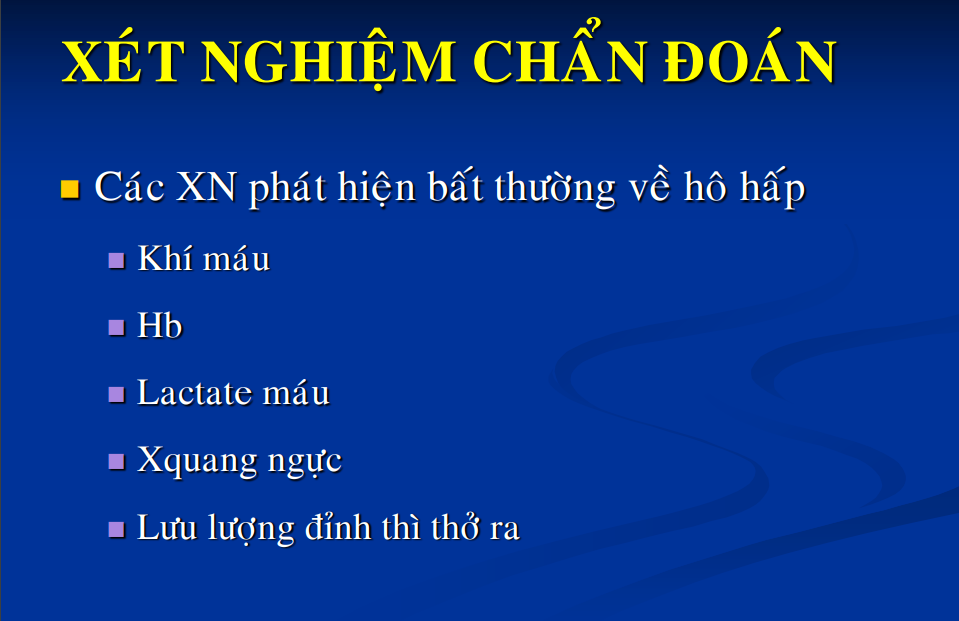 XÉT NGHIỆM CHẨN ĐOÁN
Các XN phát hiện bất thường về hô hấp
Khí máu
Hb
Lactate máu
Xquang ngực
Lưu lượng đỉnh thì thở ra